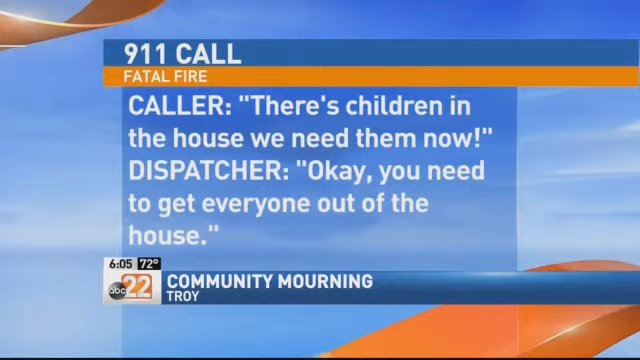 911 CALL
FATAL FIRE
CALLER: "There's children in
the house we need them now!"
DISPATCHER: "Okay, you need
to get everyone out of the
house."
6:05 72°
abc 22
COMMUNITY MOURNING
TROY